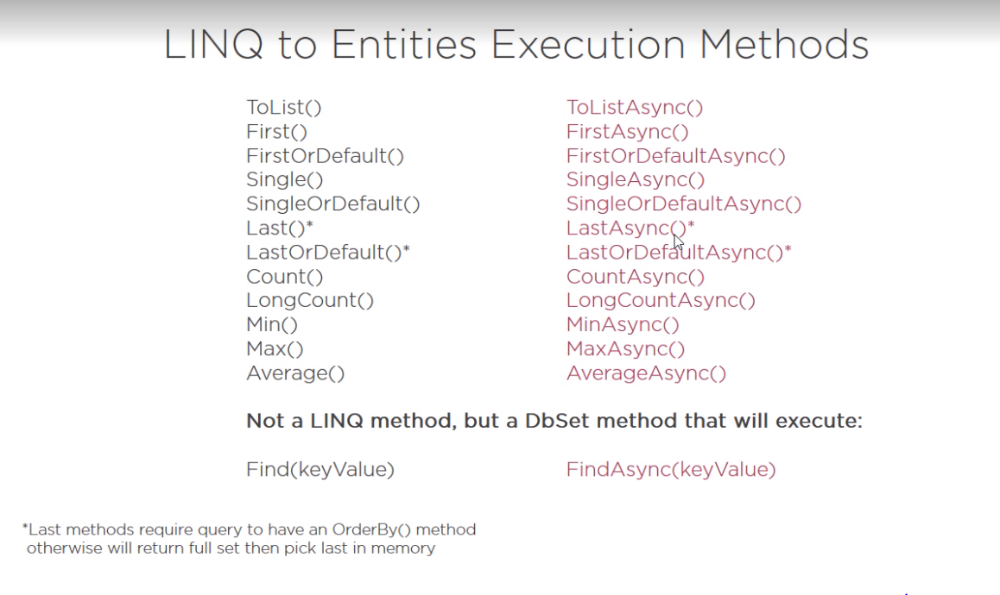 LINQ to Entities Execution Methods
ToList() ToListAsync()
First() FirstAsync()
FirstOrDefault() FirstOrDefaultAsync()
Single() SingleAsync()
SingleOrDefault() SingleOrDefaultAsync()
Last()* LastAsync()*
LastOrDefault()* LastOrDefaultAsync()*
Count() CountAsync()
LongCount() LongCountAsync()
Min() MinAsync()
Max() MaxAsync()
Average() AverageAsync()
Not a LINQ method, but a DbSet method that will execute:
Find(keyValue) FindAsync(keyValue)
*Last methods require query to have an OrderBy() method
otherwise will return full set then pick last in memory